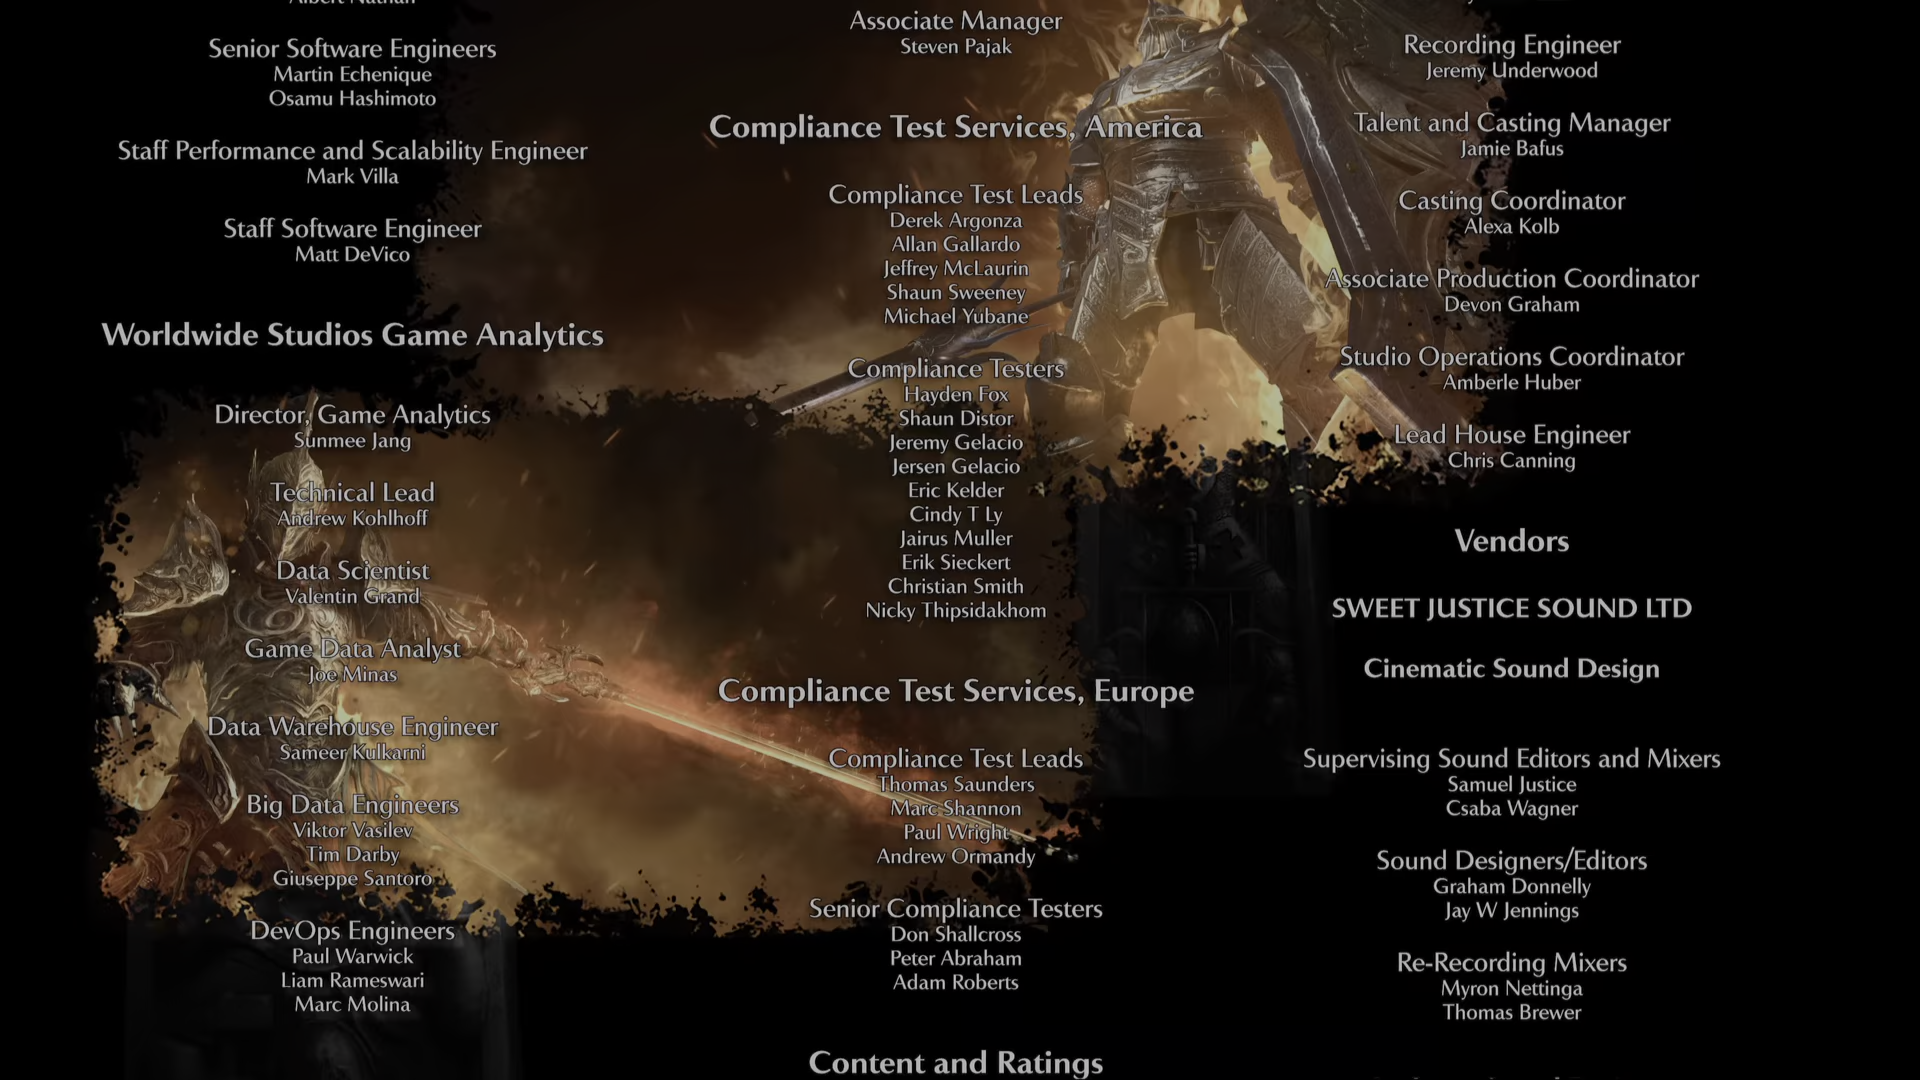 Senior Software Engineers
Martin Echenique
Osamu Hashimoto
Staff Performance and Scalability Engineer
Mark Villa
Staff Software Engineer
Matt DeVico
Worldwide Studios Game Analytics
Director, Game Analytics
Sunmee Jang
Technical Lead
Andrew Kohlhoff
Data Scientist
Valentin Grand
Game Data Analyst
Joe Minas
Data Warehouse Engineer
Sameer Kulkarni
Big Data Engineers
Viktor Vasilev
Tim Darby
Giuseppe Santoro
DevOps Engineers
Paul Warwick
Liam Rameswari
Marc Molina
Associate Manager
Steven Pajak
Compliance Test Services, America
Compliance Test Leads
Derek Argonza
Allan Gallardo
Jeffrey McLaurin
Shaun Sweeney
Michael Yubane
Compliance Testers
Hayden Fox
Shaun Distor
Jeremy Gelacio
Jersen Gelacio
Eric Kelder
Cindy T Ly
Jairus Muller
Erik Sieckert
Christian Smith
Nicky Thipsidakhom
Compliance Test Services, Europe
Compliance Test Leads
Thomas Saunders
Marc Shannon
Paul Wright
Andrew Ormandy
Senior Compliance Testers
Don Shallcross
Peter Abraham
Adam Roberts
Content and Ratings
Recording Engineer
Jeremy Underwood
Talent and Casting Manager
Jamie Bafus
Casting Coordinator
Alexa Kolb
Associate Production Coordinator
Devon Graham
Studio Operations Coordinator
Amberle Huber
Lead House Engineer
Chris Canning
Vendors
SWEET JUSTICE SOUND LTD
Cinematic Sound Design
Supervising Sound Editors and Mixers
Samuel Justice
Csaba Wagner
Sound Designers/Editors
Graham Donnelly
Jay W Jennings
Re-Recording Mixers
Myron Nettinga
Thomas Brewer